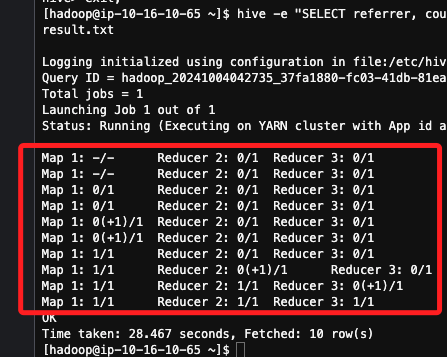 [hadoop@ip-10-16-10-65 ~]$ hive -e "SELECT referrer, cou
result.txt
Logging initialized using configuration in file:/etc/hiv
Query ID = hadoop_20241004042735_37fa1880-fc03-41db-81ea
Total jobs = 1
Launching Job 1 out of 1
Status: Running (Executing on YARN cluster with App id a
Map 1: -/- Reducer 2: 0/1 Reducer 3: 0/1
Map 1: -/- Reducer 2: 0/1 Reducer 3: 0/1
Map 1: 0/1 Reducer 2: 0/1 Reducer 3: 0/1
Map 1: 0/1 Reducer 2: 0/1 Reducer 3: 0/1
Map 1: 0(+1)/1 Reducer 2: 0/1 Reducer 3: 0/1
Map 1: 0(+1)/1 Reducer 2: 0/1 Reducer 3: 0/1
Map 1: 1/1 Reducer 2: 0/1 Reducer 3: 0/1
Map 1: 1/1 Reducer 2: 0(+1)/1 Reducer 3: 0/1
Map 1: 1/1 Reducer 2: 1/1 Reducer 3: 0(+1)/1
Map 1: 1/1 Reducer 2: 1/1 Reducer 3: 1/1
OK
Time taken: 28.467 seconds, Fetched: 10 row(s)
[hadoop@ip-10-16-10-65 ~]$